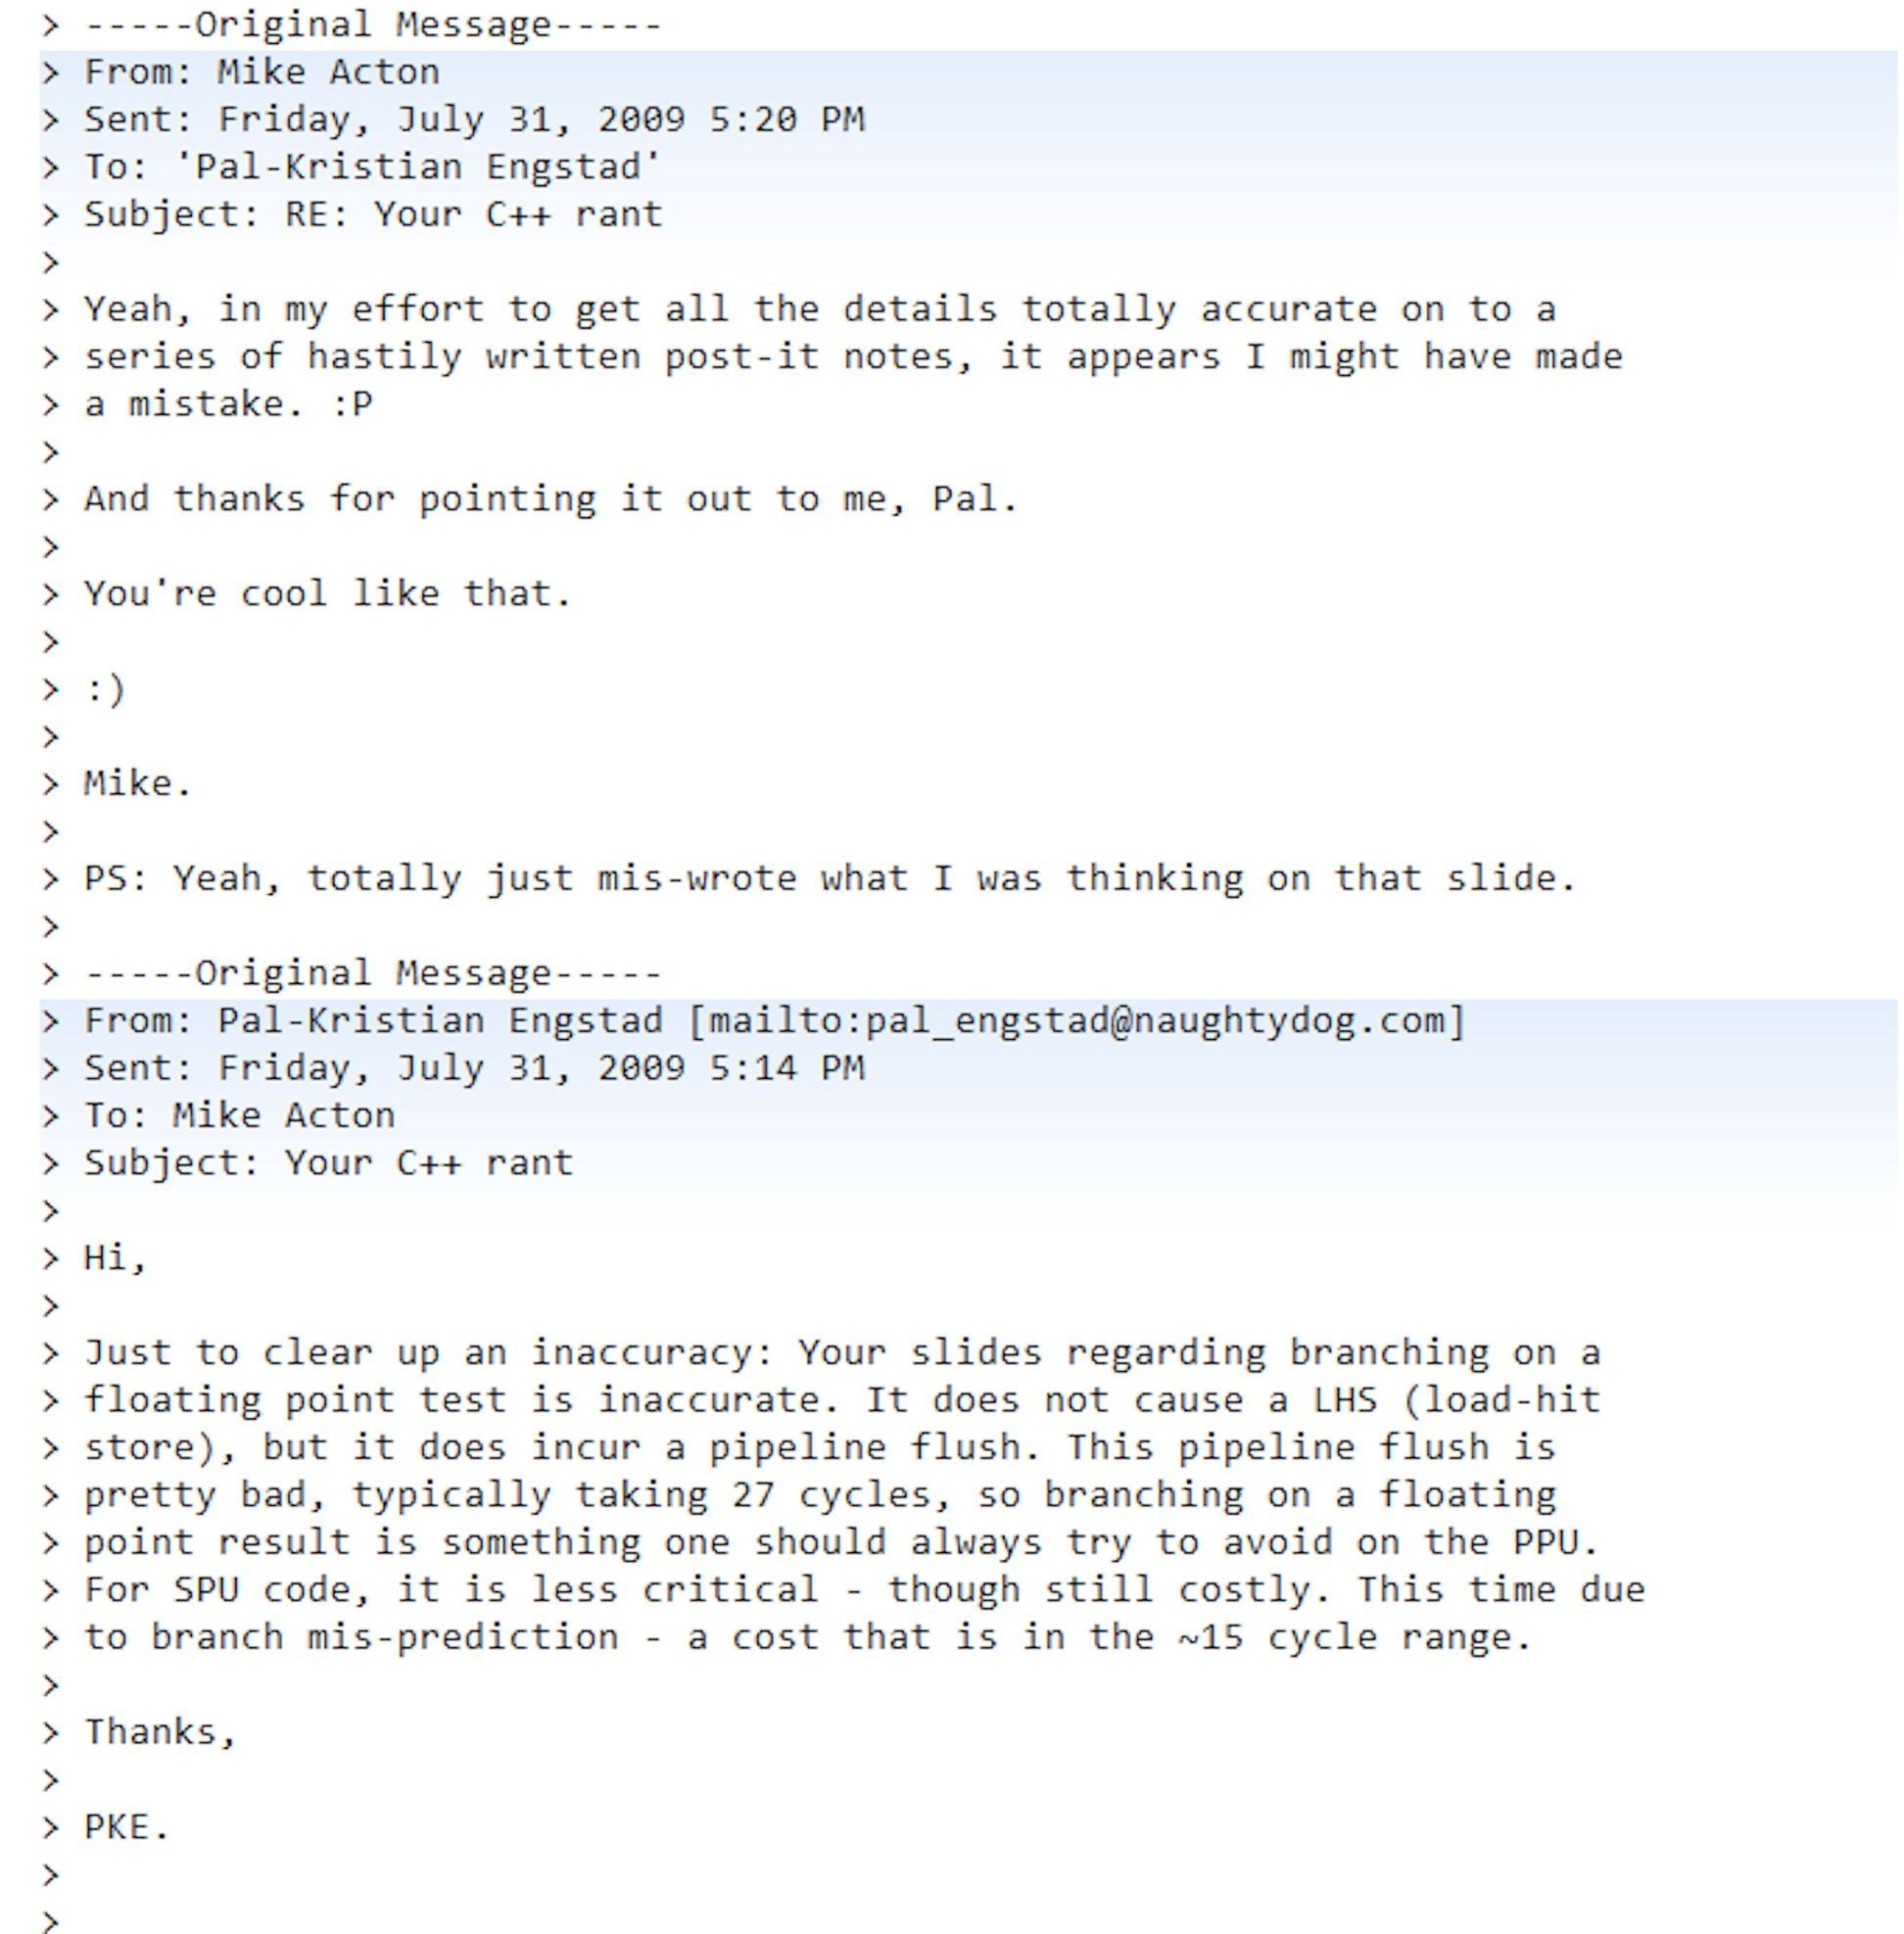 > -----Original Message-----
> From: Mike Acton
> Sent: Friday, July 31, 2009 5:20 PM
> To: 'Pal-Kristian Engstad'
> Subject: RE: Your C++ rant
>
> Yeah, in my effort to get all the details totally accurate on to a
> series of hastily written post-it notes, it appears I might have made
> a mistake. :P
>
> And thanks for pointing it out to me, Pal.
>
> You're cool like that.
>
> :)
>
> Mike.
>
> PS: Yeah, totally just mis-wrote what I was thinking on that slide.
>
> -----Original Message-----
> From: Pal-Kristian Engstad [mailto:pal_engstad@naughtydog.com]
> Sent: Friday, July 31, 2009 5:14 PM
> To: Mike Acton
> Subject: Your C++ rant
>
> Hi,
>
> Just to clear up an inaccuracy: Your slides regarding branching on a
> floating point test is inaccurate. It does not cause a LHS (load-hit
> store), but it does incur a pipeline flush. This pipeline flush is
> pretty bad, typically taking 27 cycles, so branching on a floating
> point result is something one should always try to avoid on the PPU.
> For SPU code, it is less critical - though still costly. This time due
> to branch mis-prediction - a cost that is in the ~15 cycle range.
>
> Thanks,
>
> PKE.
>
>